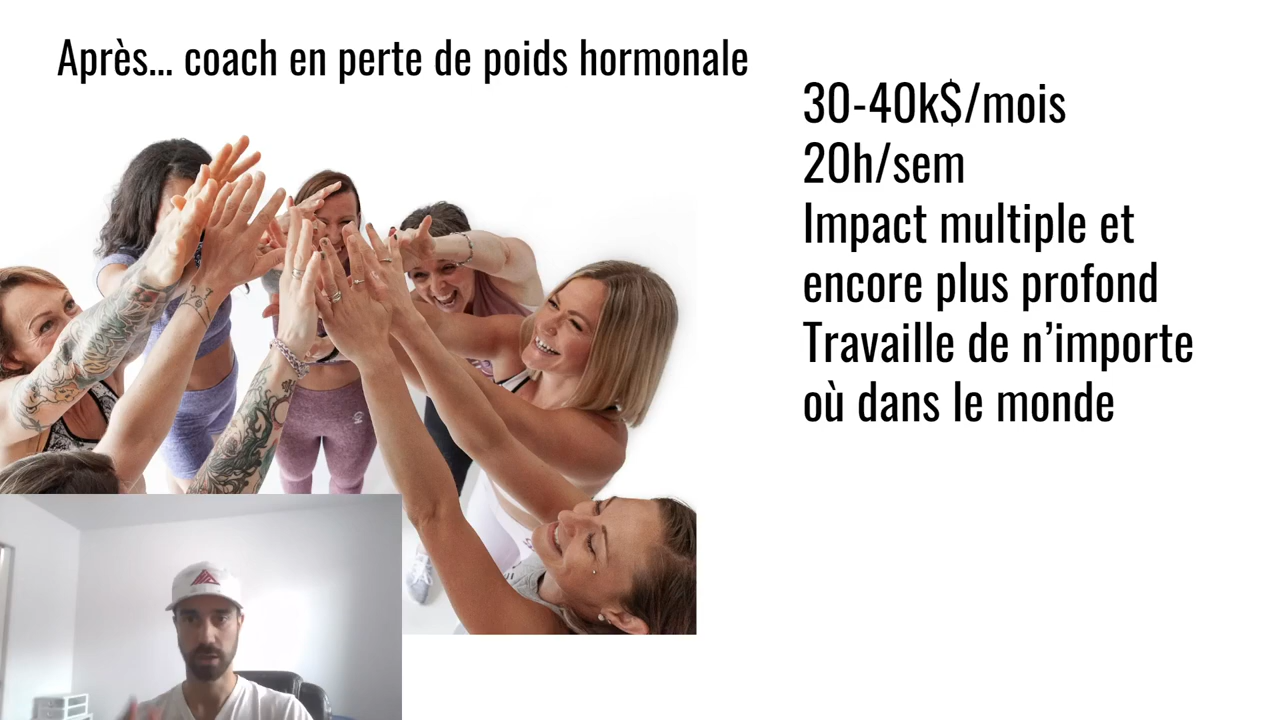 Après... coach en perte de poids hormonale
30-40k$/mois
20h/sem
Impact multiple et
encore plus profond
Travaille de n'importe
où dans le monde